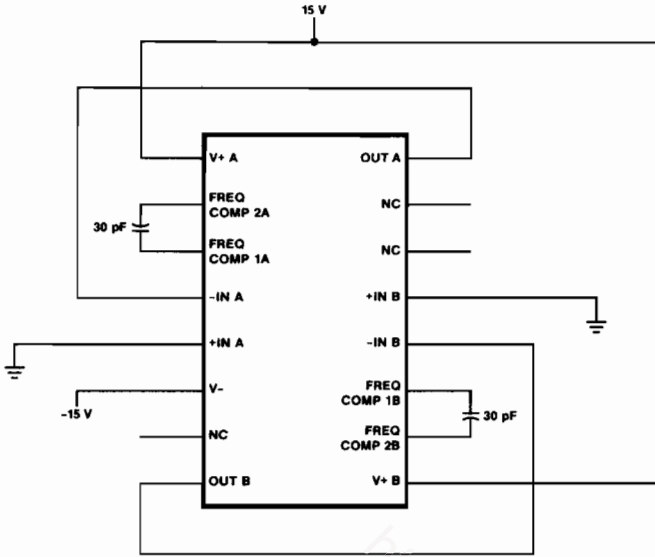 15 V
V+ A
OUT A
FREQ
COMP 2A
NC
30 pF
FREQ
COMP 1A
NC
-IN A
+IN B
+IN A
-IN B
V-
FREQ
COMP 1B
-15 V
30 pF
NC
FREQ
COMP 2B
OUT B
V+ B